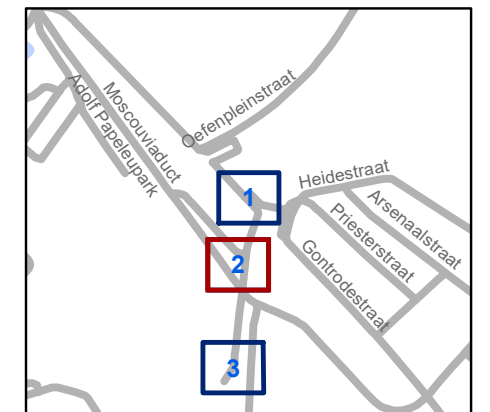 Oefenpleinstraat
Moscouviaduct
Adolf Papeleupark
Heidestraat
1
Arsenaalstraat
Priesterstraat
2
Gontrodestraat
3